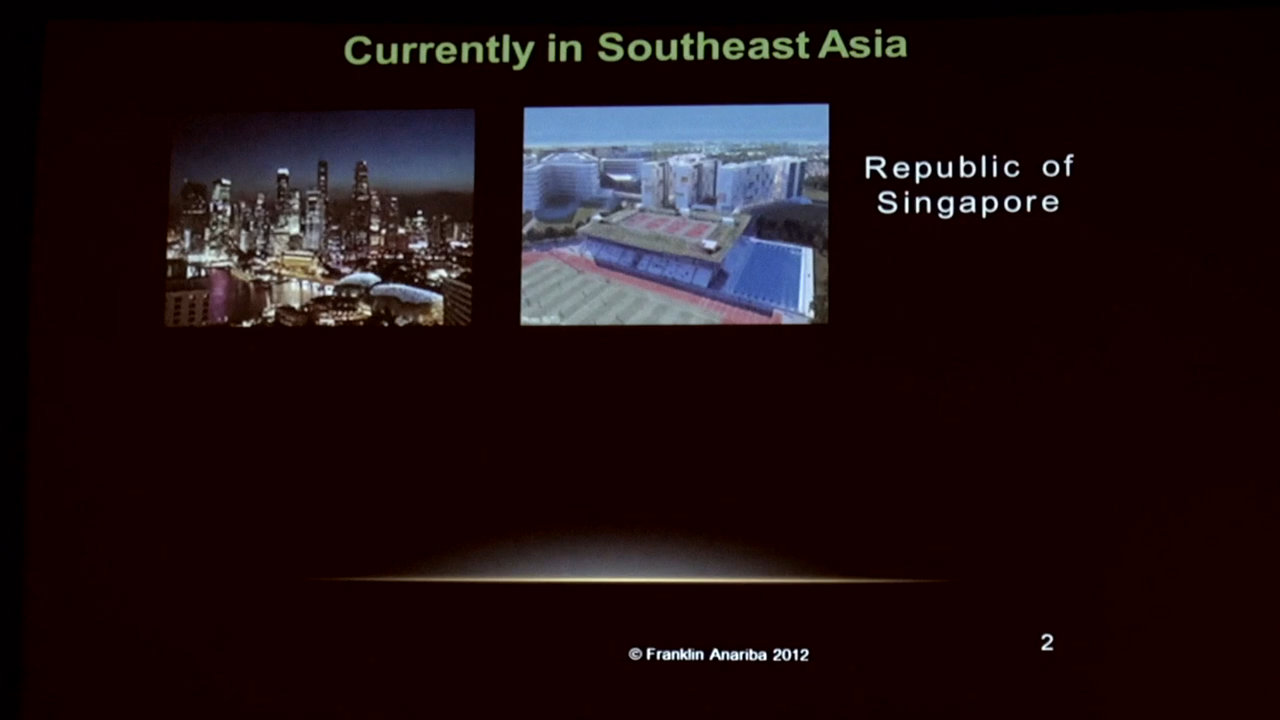 Currently in Southeast Asia
Republic of
Singapore
© Franklin Anariba 2012
2